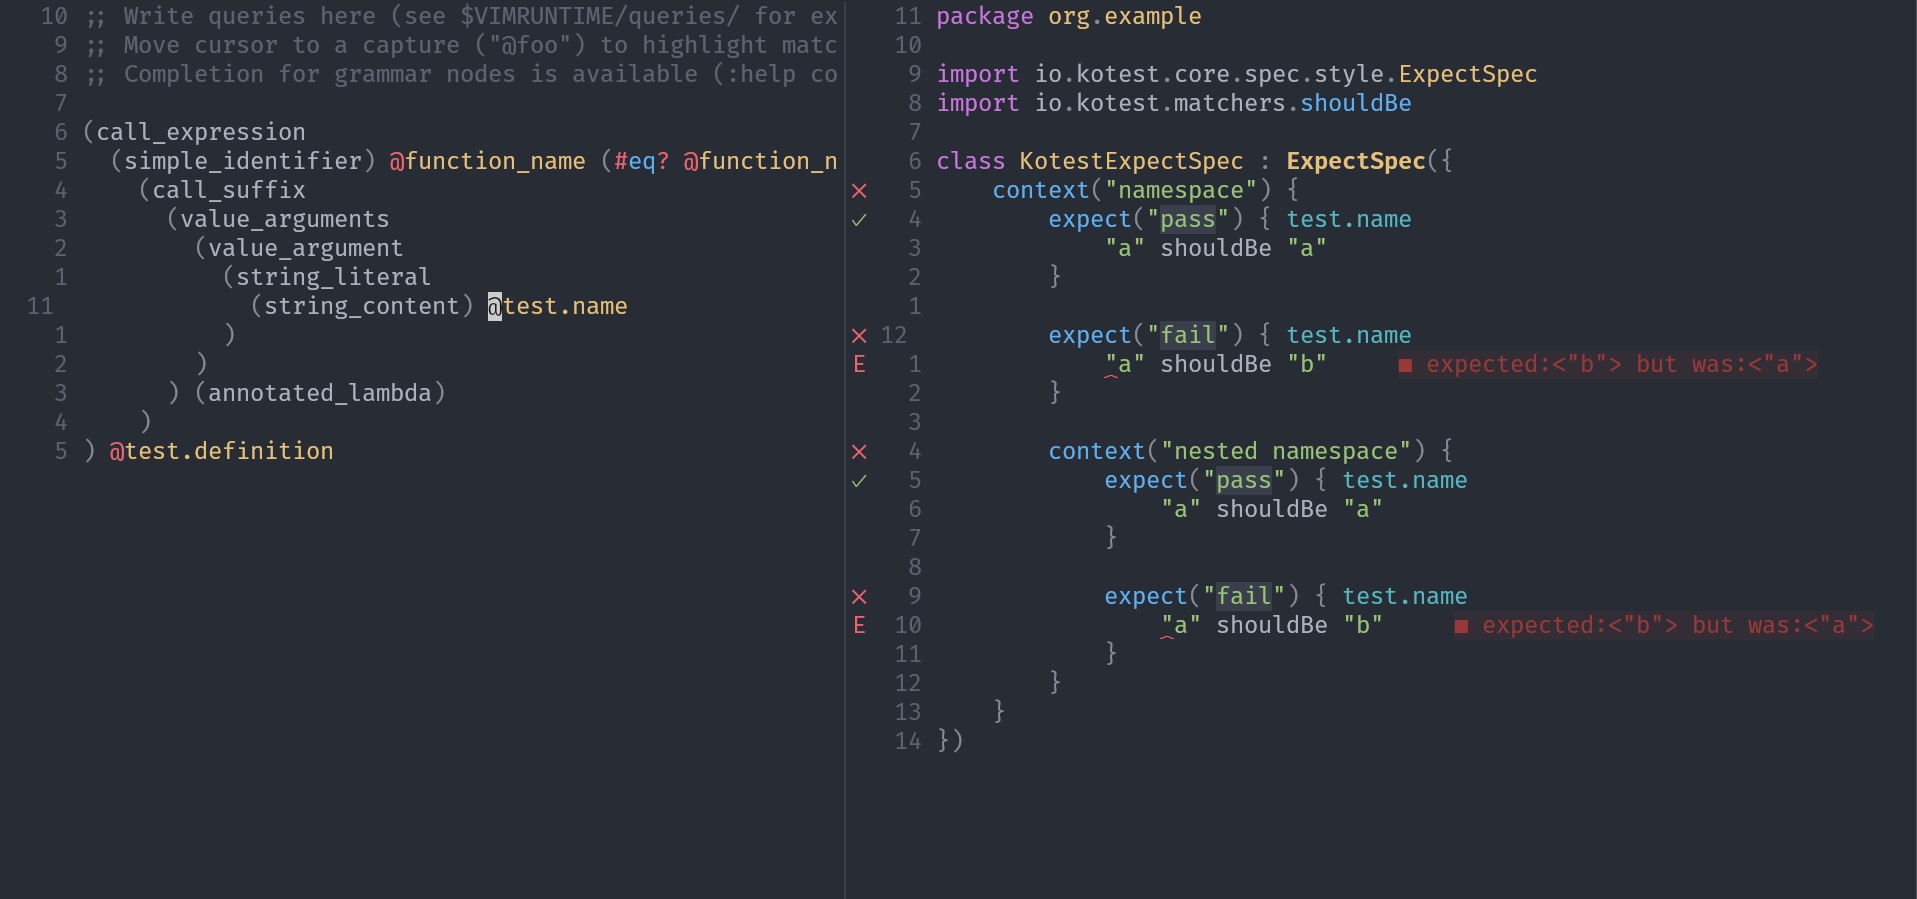 10 ;; Write queries here (see $VIMRUNTIME/queries/ for ex
9 ;; Move cursor to a capture ("@foo") to highlight matc
8 ;; Completion for grammar nodes is available (:help co
7
6 (call_expression
5   (simple_identifier) @function_name (#eq? @function_n
4     (call_suffix
3       (value_arguments
2         (value_argument
1           (string_literal
11             (string_content) @test.name
1           )
2         )
3       ) (annotated_lambda)
4     )
5 ) @test.definition
11 package org.example
10
9 import io.kotest.core.spec.style.ExpectSpec
8 import io.kotest.matchers.shouldBe
7
6 class KotestExpectSpec : ExpectSpec({
✕ 5     context("namespace") {
✓ 4         expect("pass") { test.name
3             "a" shouldBe "a"
2         }
1
✕ 12         expect("fail") { test.name
E 1             "a" shouldBe "b"     ■ expected:<"b"> but was:<"a">
2         }
3
✕ 4         context("nested namespace") {
✓ 5             expect("pass") { test.name
6                 "a" shouldBe "a"
7             }
8
✕ 9             expect("fail") { test.name
E 10                 "a" shouldBe "b"     ■ expected:<"b"> but was:<"a">
11             }
12         }
13     }
14 })